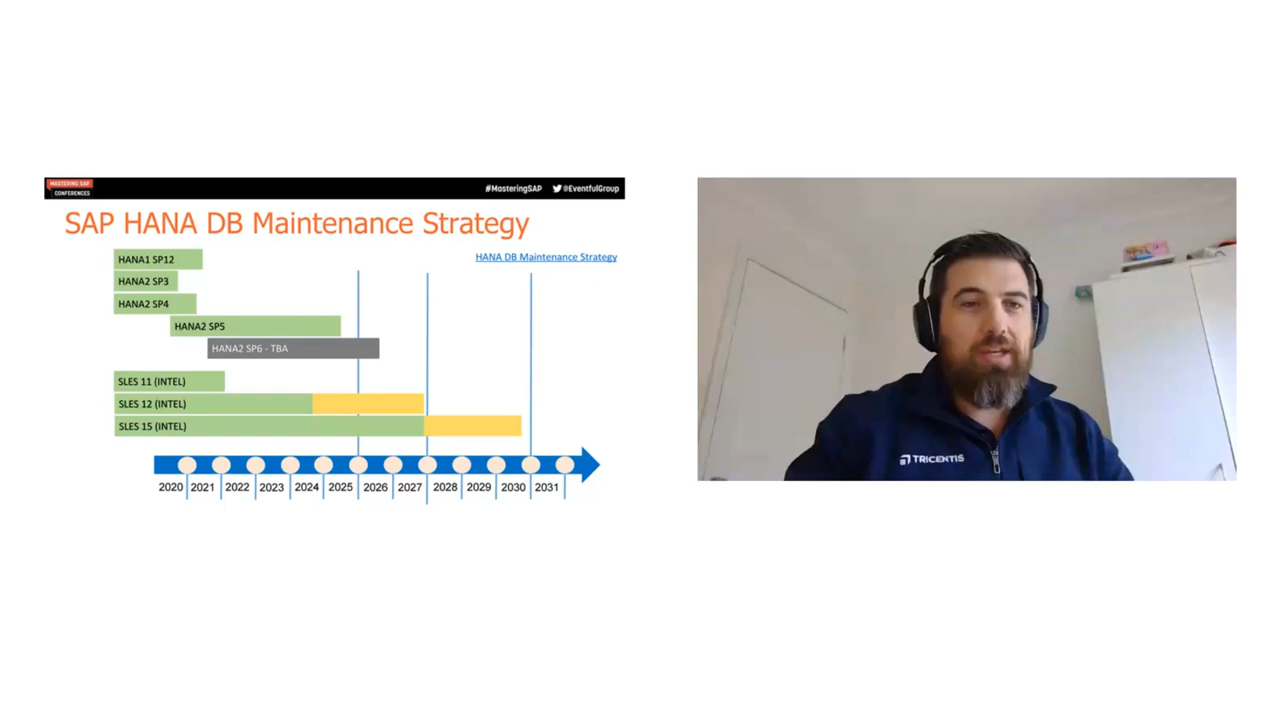 MASTERING SAP
CONFERENCES
#MasteringSAP @EventfulGroup
SAP HANA DB Maintenance Strategy
HANA DB Maintenance Strategy
HANA1 SP12
HANA2 SP3
HANA2 SP4
HANA2 SP5
HANA2 SP6 - TBA
SLES 11 (INTEL)
SLES 12 (INTEL)
SLES 15 (INTEL)
2020 2021 2022 2023 2024 2025 2026 2027 2028 2029 2030 2031
TRICENTIS